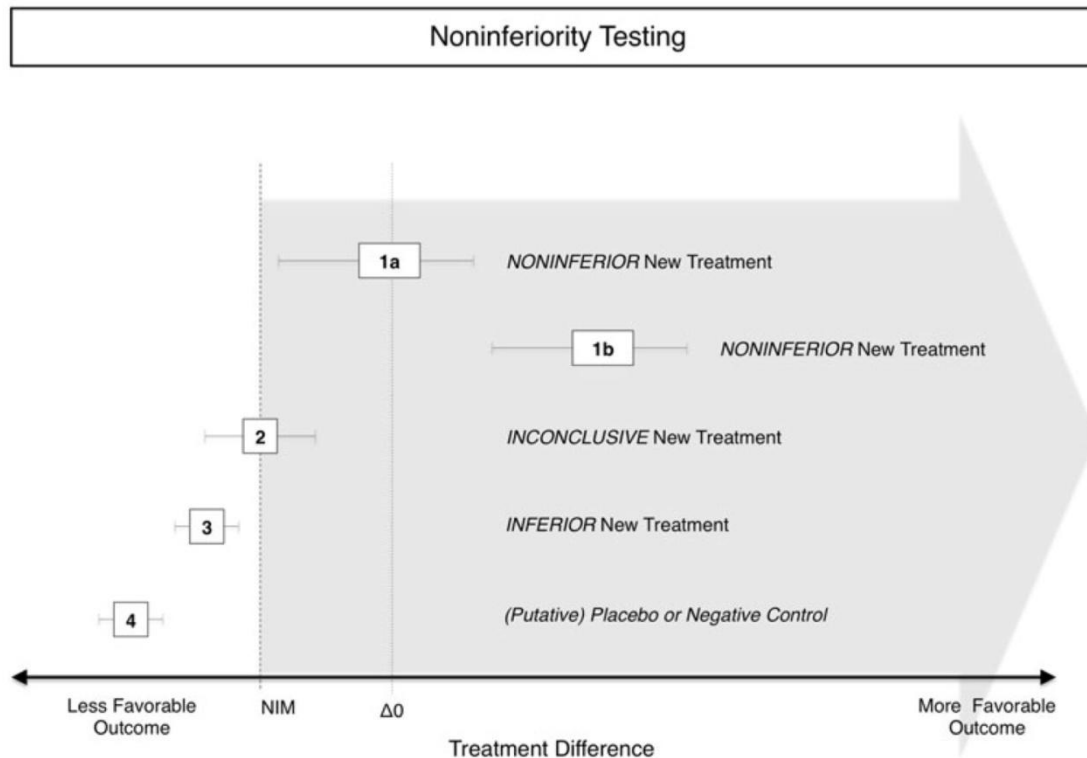 Noninferiority Testing
1a
NONINFERIOR New Treatment
1b
NONINFERIOR New Treatment
2
INCONCLUSIVE New Treatment
3
INFERIOR New Treatment
4
(Putative) Placebo or Negative Control
Less Favorable
Outcome
NIM
Δ0
More Favorable
Outcome
Treatment Difference